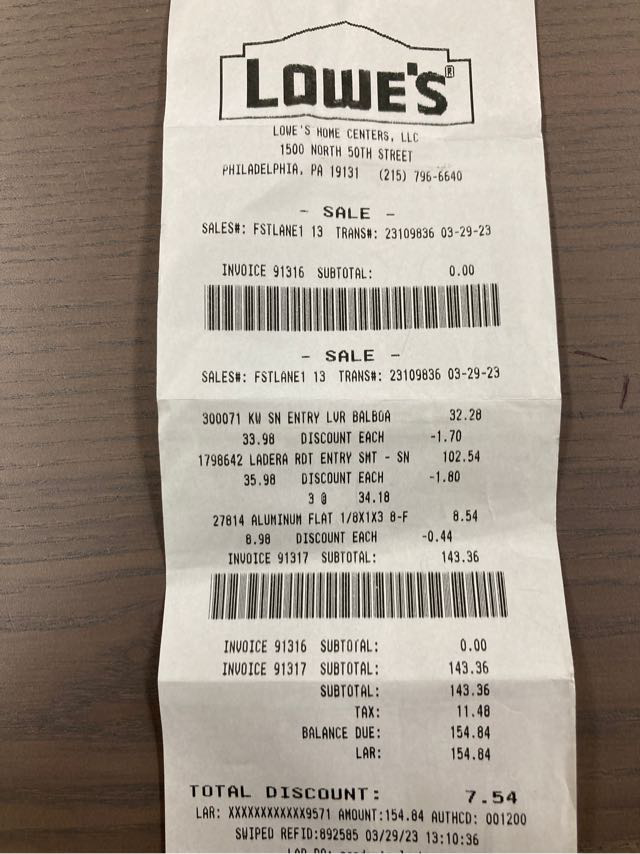 LOWE'S®
LOWE'S HOME CENTERS, LLC
1500 NORTH 50TH STREET
PHILADELPHIA, PA 19131 (215) 796-6640
- SALE -
SALES#: FSTLANE1 13 TRANS#: 23109836 03-29-23
INVOICE 91316 SUBTOTAL: 0.00
- SALE -
SALES#: FSTLANE1 13 TRANS#: 23109836 03-29-23
300071 KW SN ENTRY LVR BALBOA 32.28
33.98 DISCOUNT EACH -1.70
1798642 LADERA RDT ENTRY SMT - SN 102.54
35.98 DISCOUNT EACH -1.80
3 @ 34.18
27814 ALUMINUM FLAT 1/8X1X3 8-F 8.54
8.98 DISCOUNT EACH -0.44
INVOICE 91317 SUBTOTAL: 143.36
INVOICE 91316 SUBTOTAL: 0.00
INVOICE 91317 SUBTOTAL: 143.36
SUBTOTAL: 143.36
TAX: 11.48
BALANCE DUE: 154.84
LAR: 154.84
TOTAL DISCOUNT: 7.54
LAR: XXXXXXXXXXXX9571 AMOUNT:154.84 AUTHCD: 001200
SWIPED REFID:892585 03/29/23 13:10:36